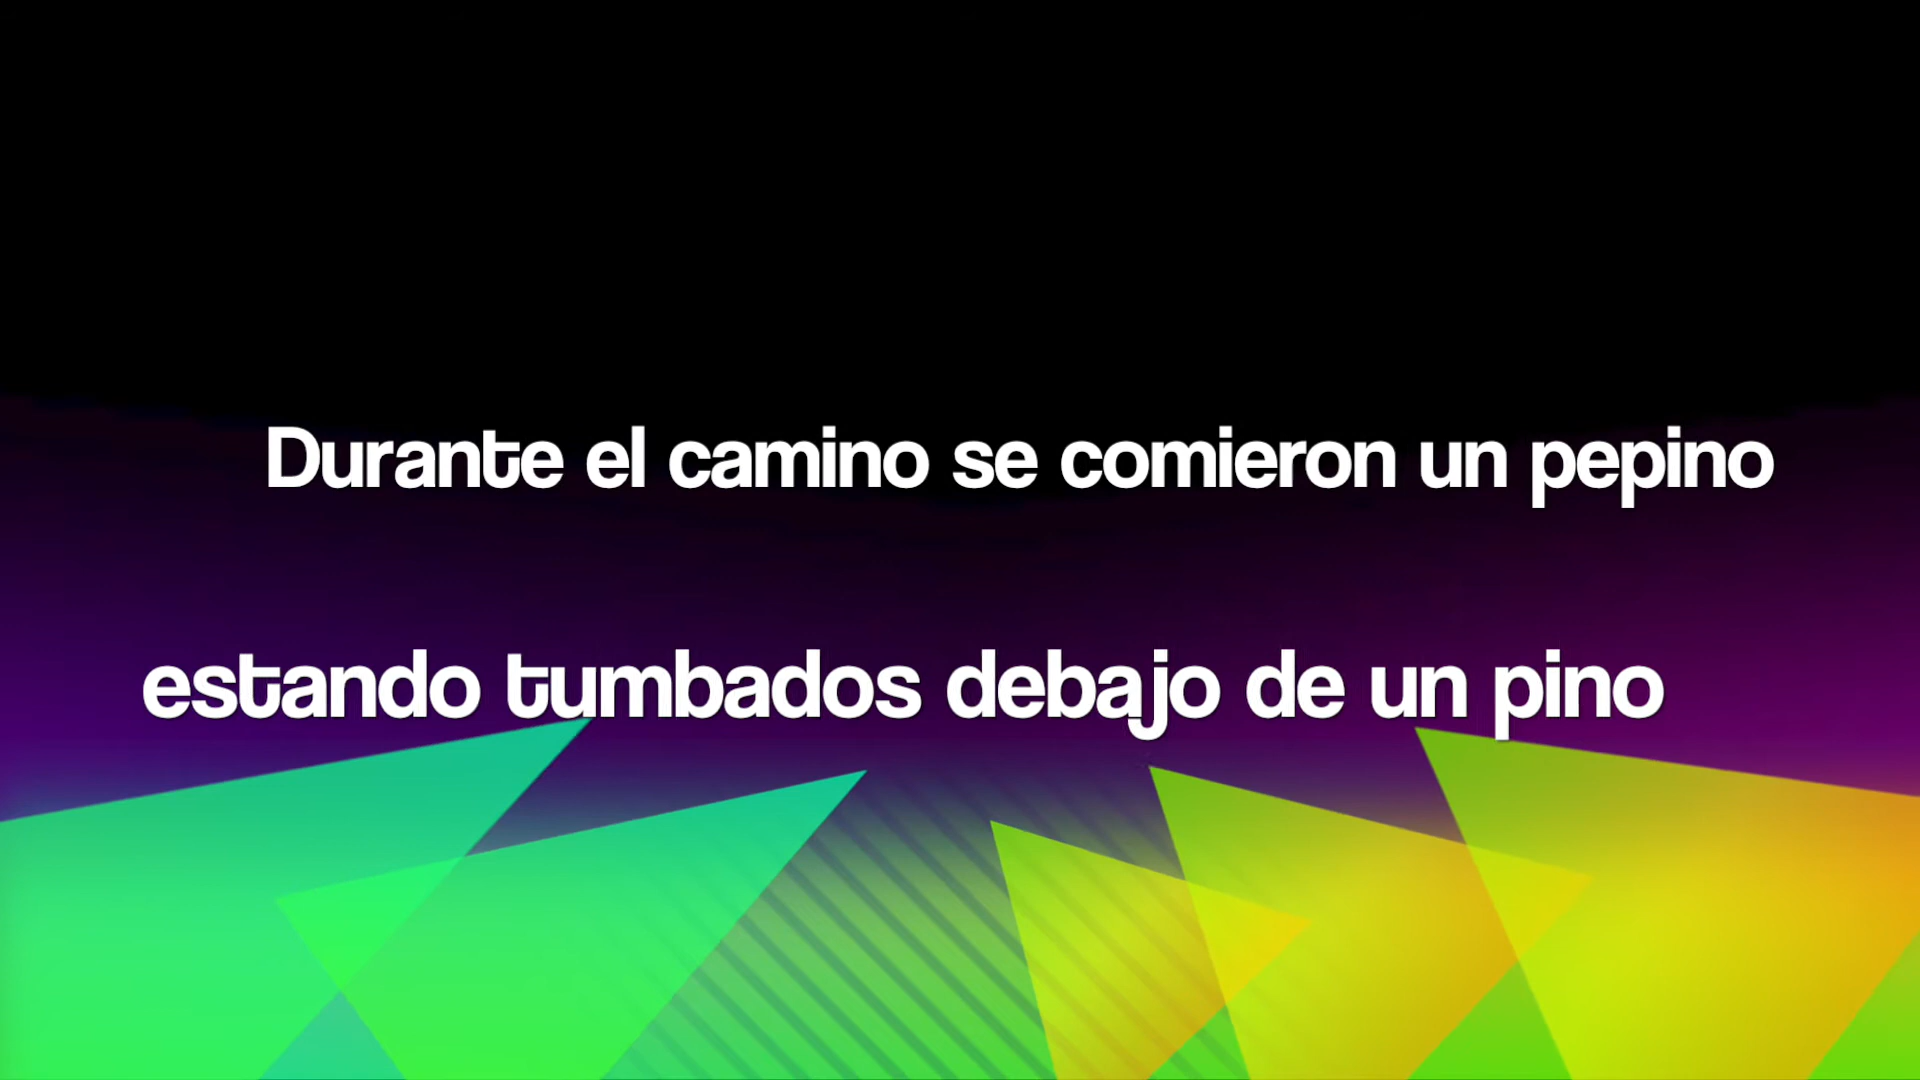 Durante el camino se comieron un pepino
estando tumbados debajo de un pino